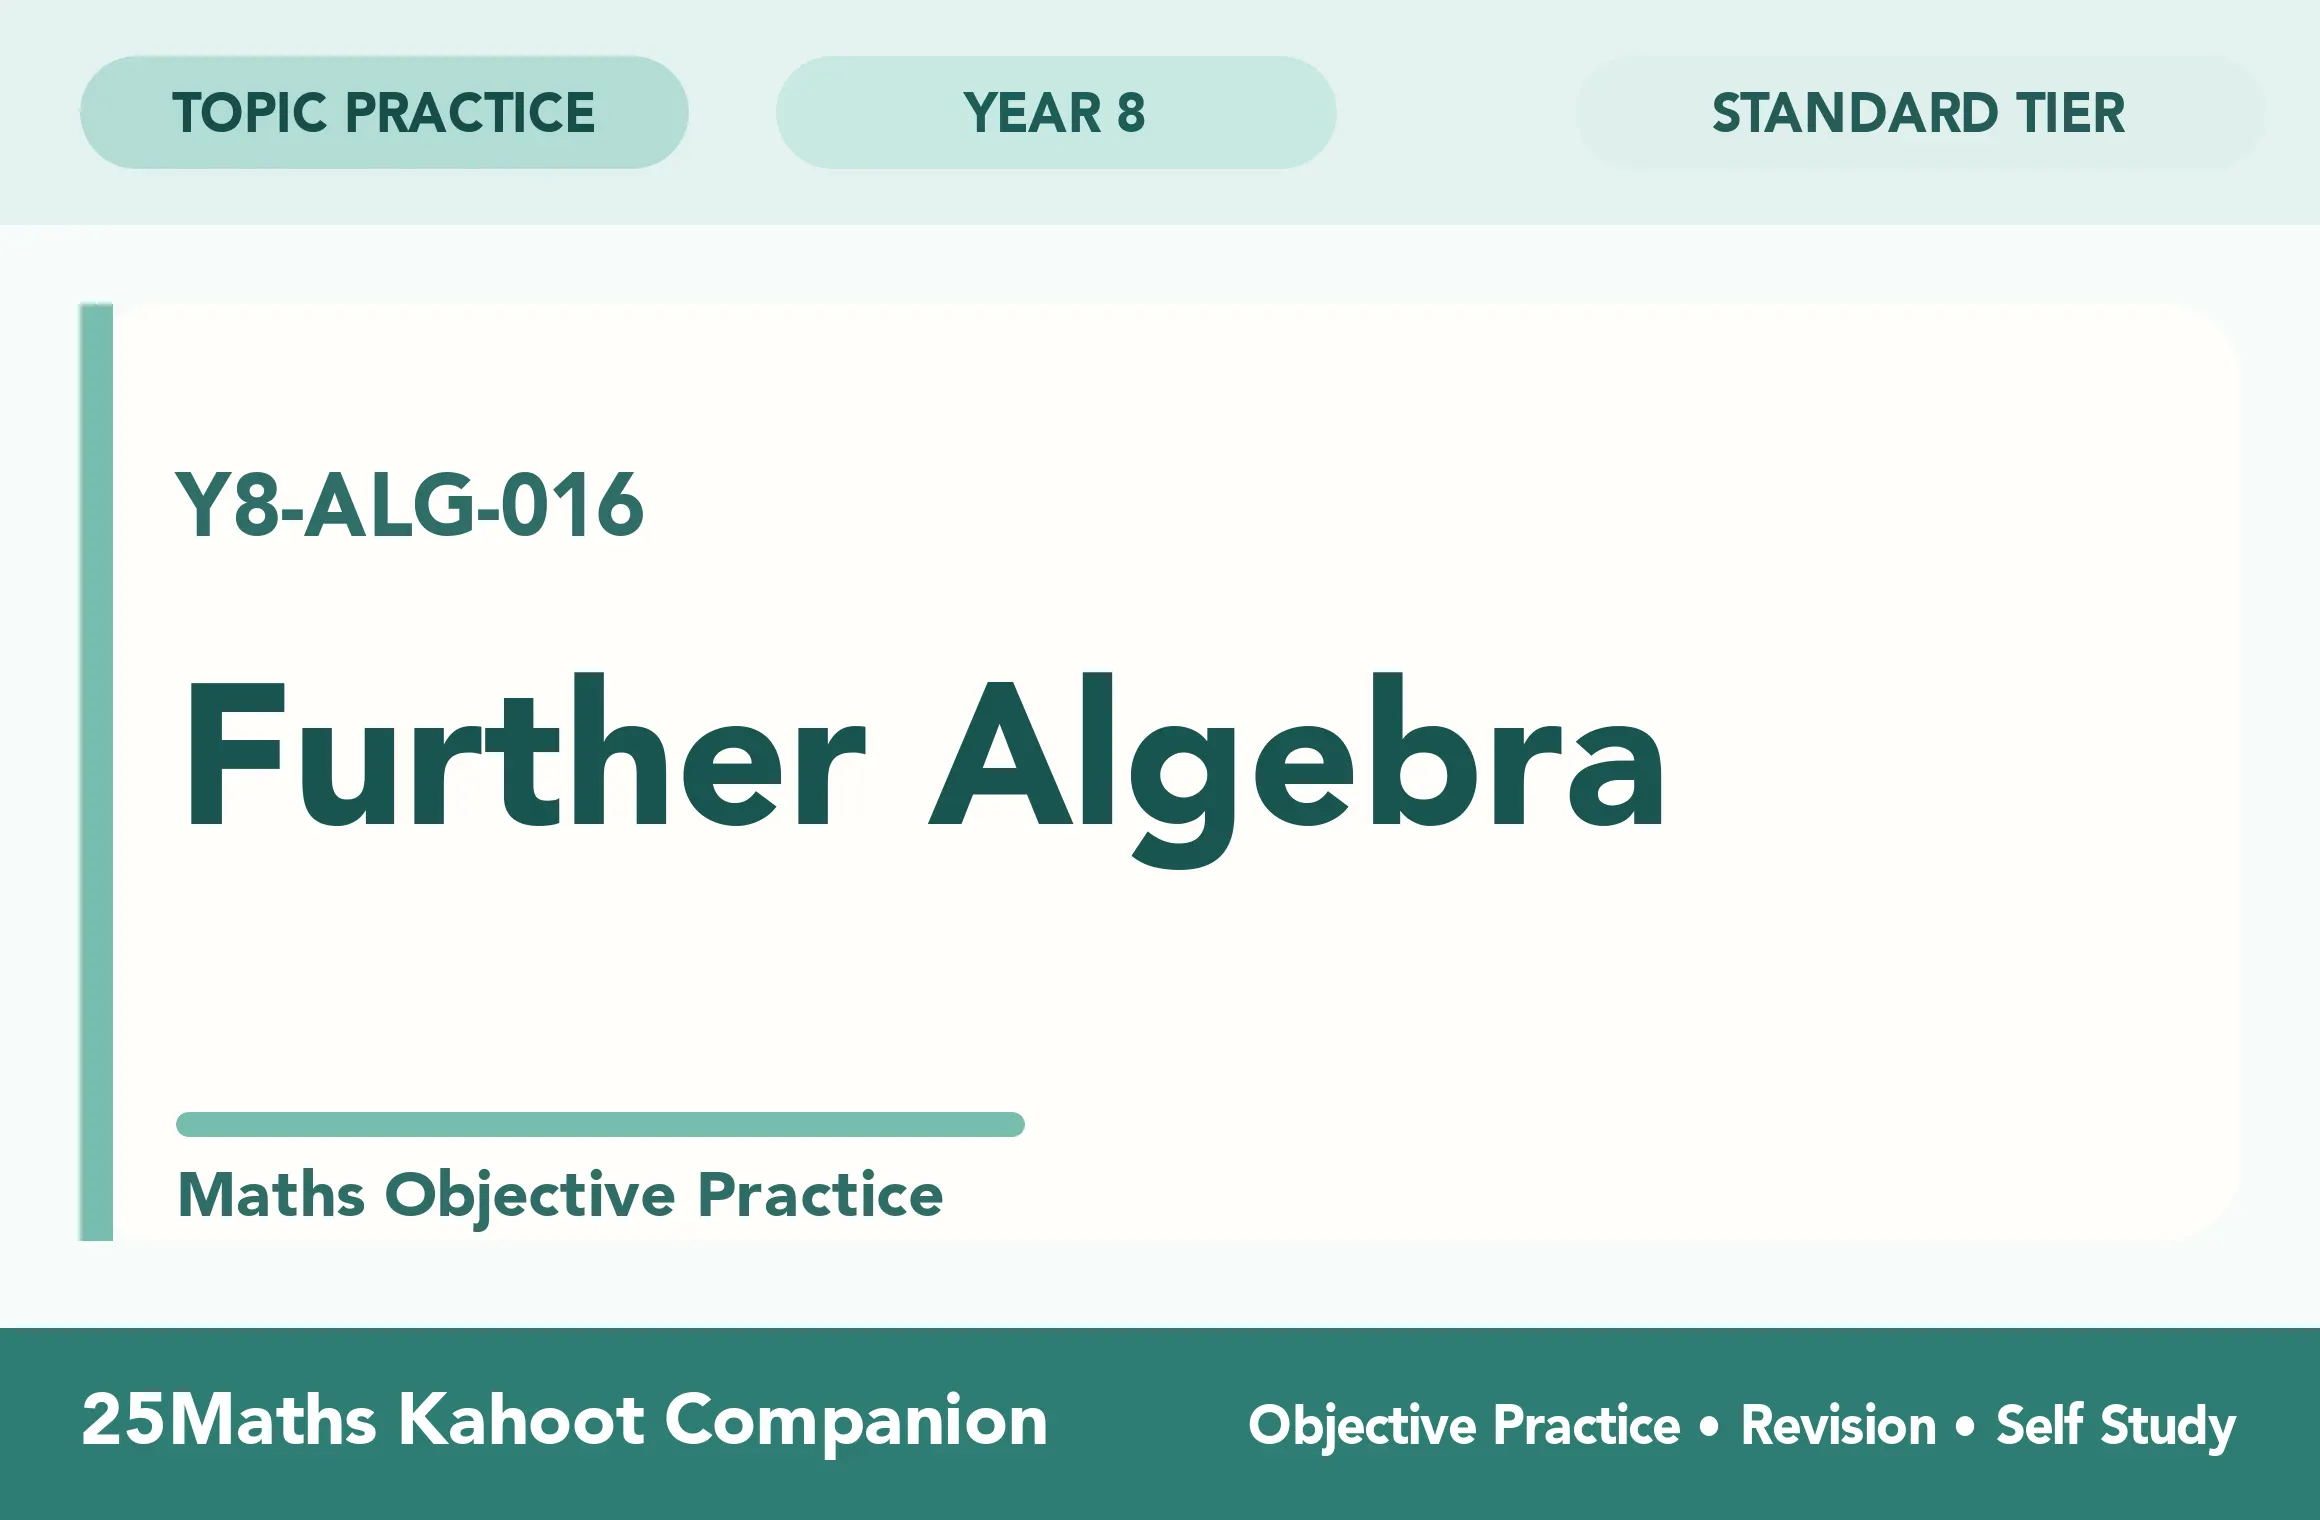 TOPIC PRACTICE
YEAR 8
STANDARD TIER
Y8-ALG-016
Further Algebra
Maths Objective Practice
25Maths Kahoot Companion
Objective Practice • Revision • Self Study